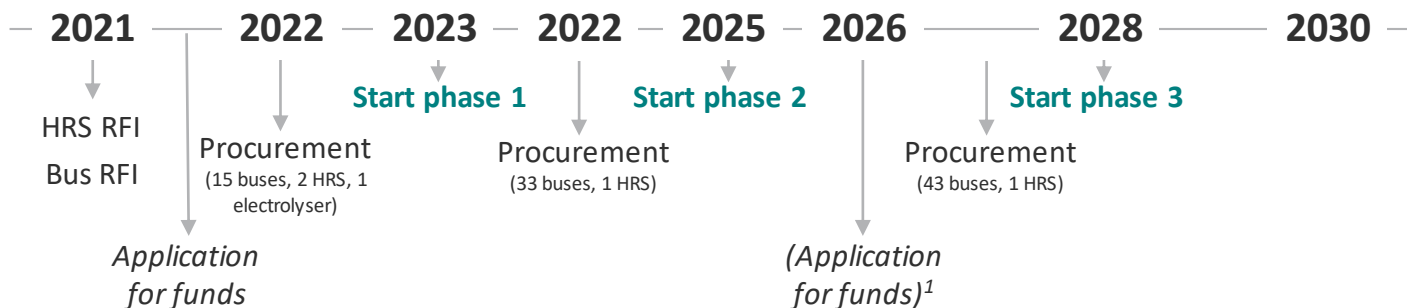 2021 2022 2023 2022 2025 2026 2028 2030
Start phase 1 Start phase 2 Start phase 3
HRS RFI
Bus RFI
Procurement
(15 buses, 2 HRS, 1
electrolyser)
Procurement
(33 buses, 1 HRS)
Procurement
(43 buses, 1 HRS)
Application
for funds
(Application
for funds)¹